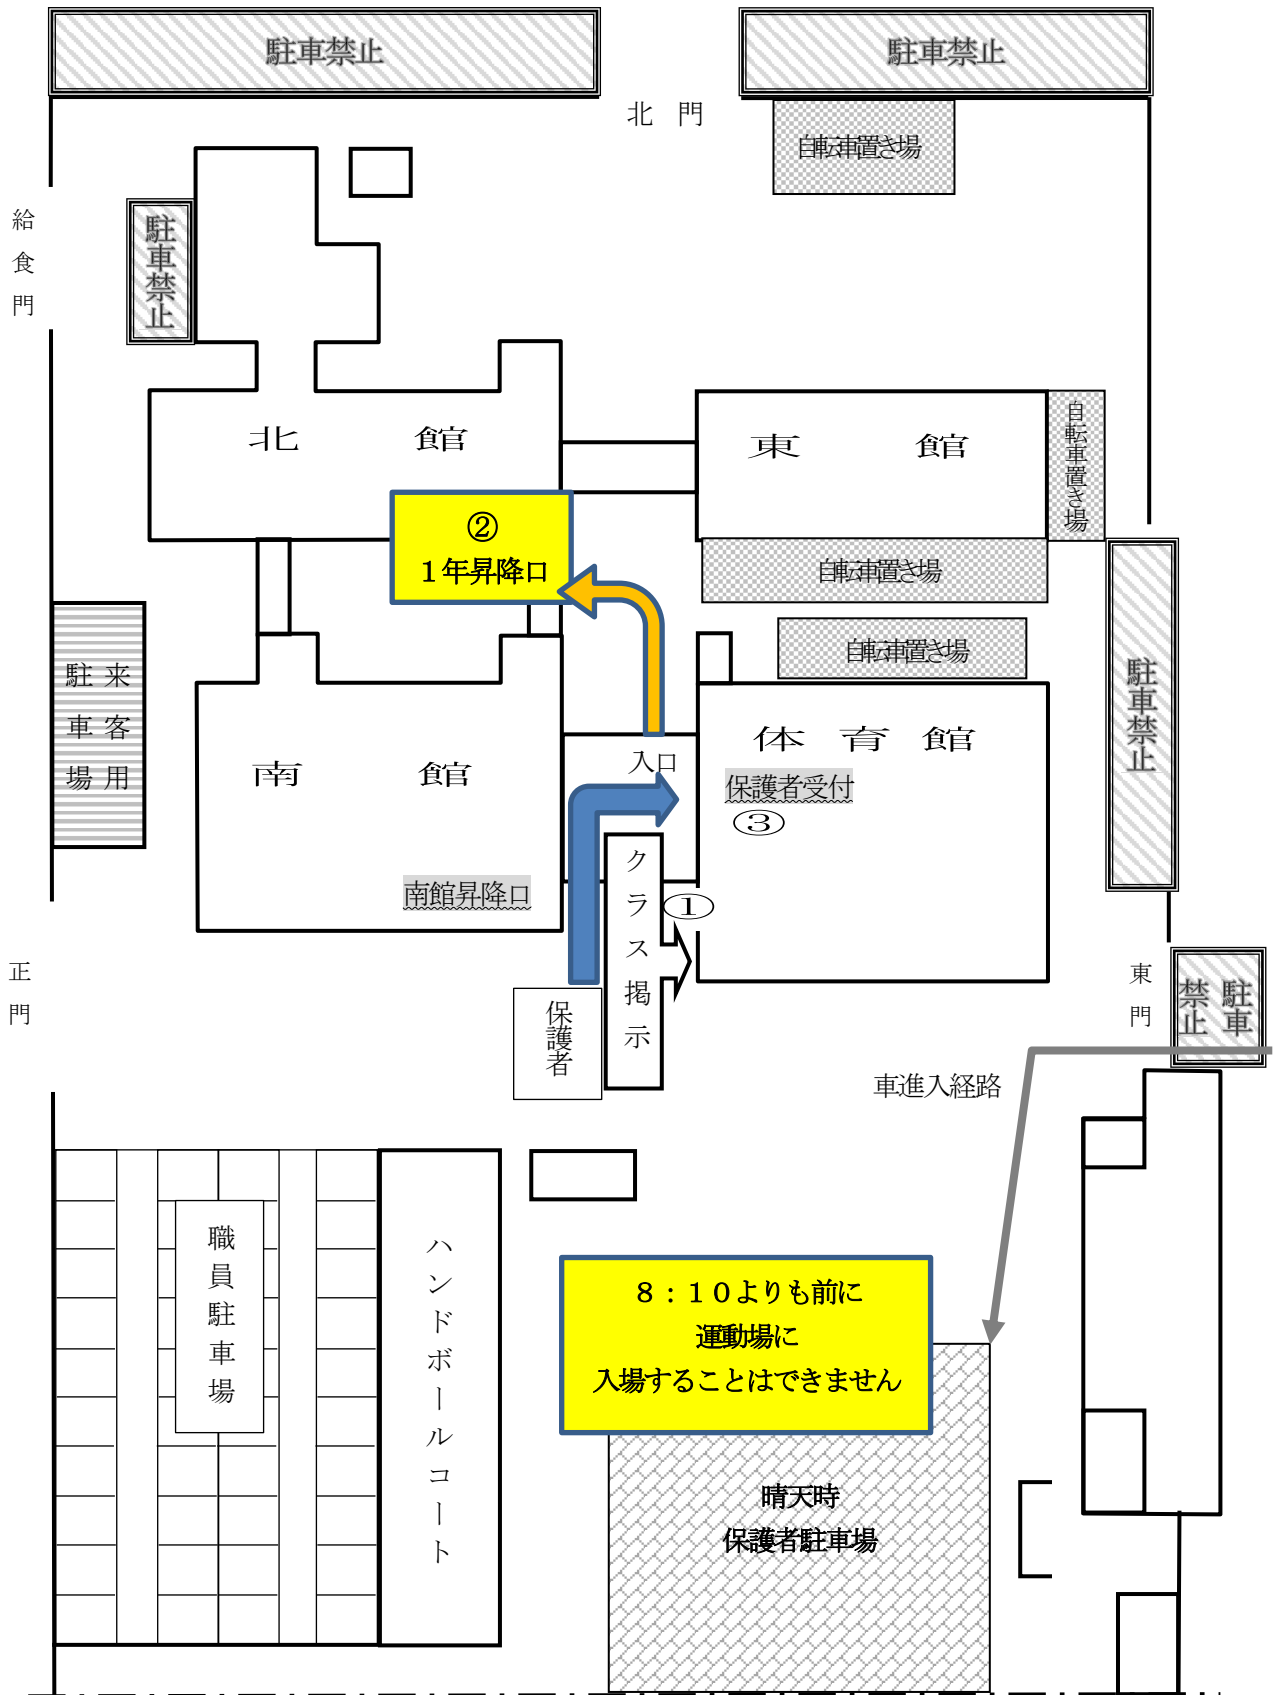 駐車禁止
駐車禁止
北 門
自転車置き場
給食門
駐車禁止
北 館
東 館
自転車置き場
②
１年昇降口
自転車置き場
自転車置き場
来客用
駐車場
駐車禁止
体 育 館
入口
保護者受付
③
南 館
クラス掲示
南館昇降口
①
正門
東門
駐車
禁止
保護者
車進入経路
職員駐車場
ハンドボールコート
８：１０よりも前に
運動場に
入場することはできません
晴天時
保護者駐車場